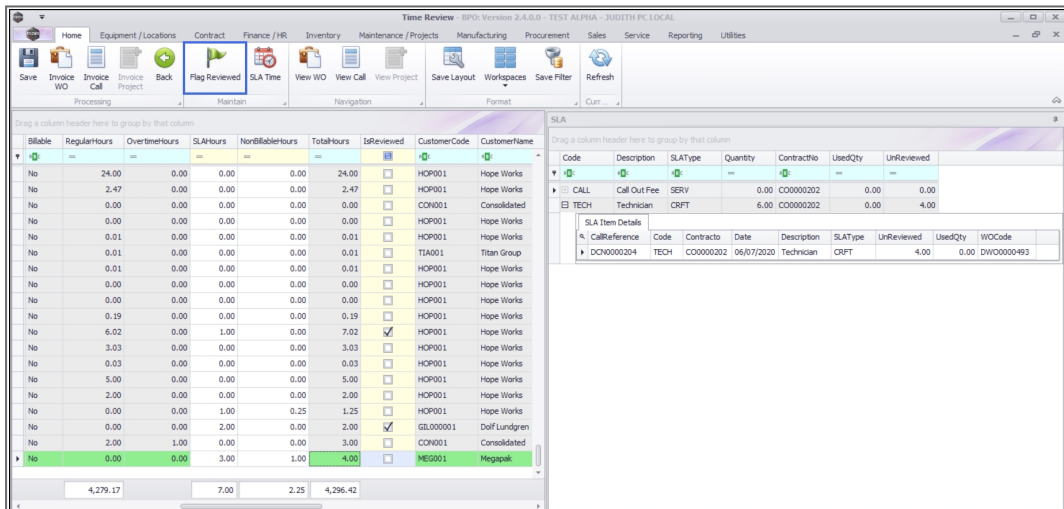 Time Review - BPO: Version 2.4.0.0 - TEST ALPHA - JUDITH PC LOCAL
Home Equipment / Locations Contract Finance / HR Inventory Maintenance / Projects Manufacturing Procurement Sales Service Reporting Utilities
Save Invoice WO Invoice Call Invoice Project Back Flag Reviewed SLA Time View WO View Call View Project Save Layout Workspaces Save Filter Refresh
Processing Maintain Navigation Format Curr ...
Drag a column header here to group by that column
Billable RegularHours OvertimeHours SLAHours NonBillableHours TotalHours IsReviewed CustomerCode CustomerName
= = = = =
No 24.00 0.00 0.00 0.00 24.00 HOP001 Hope Works
No 2.47 0.00 0.00 0.00 2.47 HOP001 Hope Works
No 0.00 0.00 0.00 0.00 0.00 CON001 Consolidated
No 0.00 0.00 0.00 0.00 0.00 HOP001 Hope Works
No 0.01 0.00 0.00 0.00 0.01 HOP001 Hope Works
No 0.01 0.00 0.00 0.00 0.01 TIA001 Titan Group
No 0.01 0.00 0.00 0.00 0.01 HOP001 Hope Works
No 0.00 0.00 0.00 0.00 0.00 HOP001 Hope Works
No 0.19 0.00 0.00 0.00 0.19 HOP001 Hope Works
No 6.02 0.00 1.00 0.00 7.02 HOP001 Hope Works
No 3.03 0.00 0.00 0.00 3.03 HOP001 Hope Works
No 0.03 0.00 0.00 0.00 0.03 HOP001 Hope Works
No 5.00 0.00 0.00 0.00 5.00 HOP001 Hope Works
No 2.00 0.00 0.00 0.00 2.00 HOP001 Hope Works
No 0.00 0.00 1.00 0.25 1.25 HOP001 Hope Works
No 0.00 0.00 2.00 0.00 2.00 GIL000001 Dolf Lundgren
No 2.00 1.00 0.00 0.00 3.00 CON001 Consolidated
No 0.00 0.00 3.00 1.00 4.00 MEG001 Megapak
4,279.17 7.00 2.25 4,296.42
SLA
Drag a column header here to group by that column
Code Description SLAType Quantity ContractNo UsedQty UnReviewed
= = =
CALL Call Out Fee SERV 0.00 CO0000202 0.00 0.00
TECH Technician CRFT 6.00 CO0000202 0.00 4.00
SLA Item Details
CallReference Code Contracto Date Description SLAType UnReviewed UsedQty WOCode
DCN0000204 TECH CO0000202 06/07/2020 Technician CRFT 4.00 0.00 DWO0000493